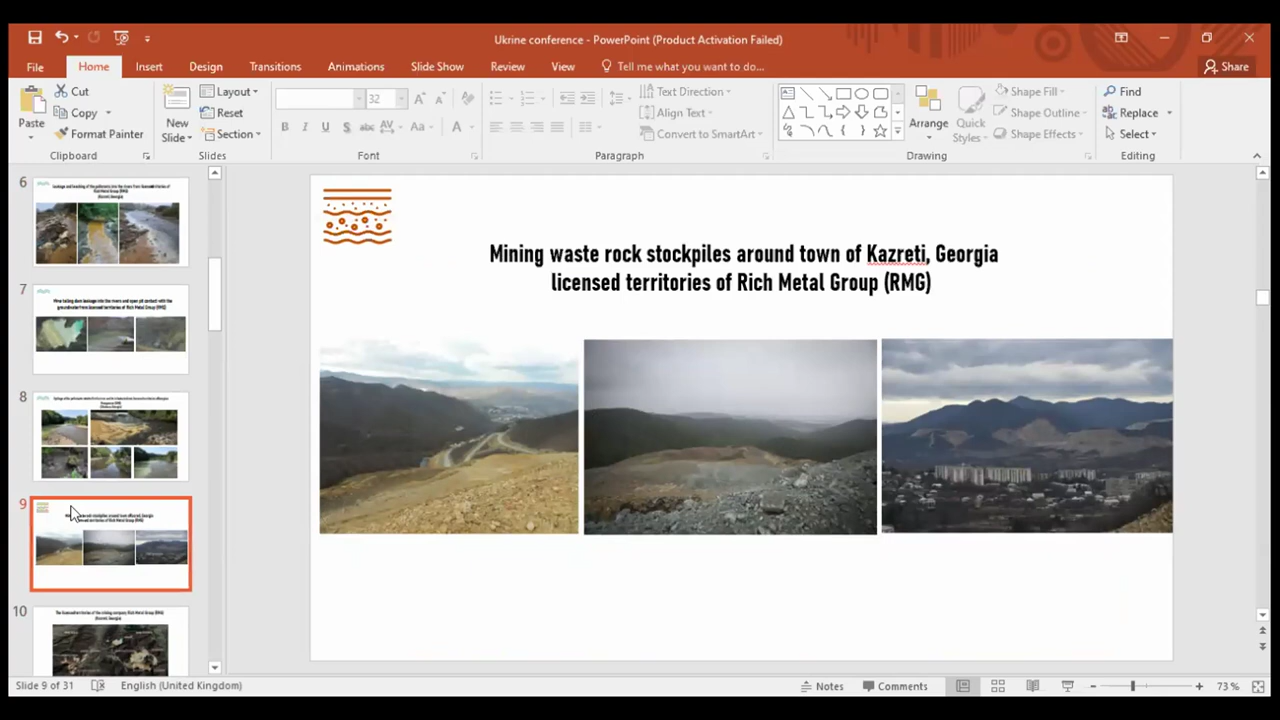 Ukrine conference - PowerPoint (Product Activation Failed)
File
Home
Insert
Design
Transitions
Animations
Slide Show
Review
View
Tell me what you want to do...
Share
Paste
Cut
Copy
Format Painter
Clipboard
New
Slide
Layout
Reset
Section
Slides
32
B I U S abc AV Aa A
Font
Text Direction
Align Text
Convert to SmartArt
Paragraph
Arrange
Quick
Styles
Shape Fill
Shape Outline
Shape Effects
Drawing
Find
Replace
Select
Editing
6
7
8
9
10
Mining waste rock stockpiles around town of Kazreti, Georgia
licensed territories of Rich Metal Group (RMG)
Slide 9 of 31
English (United Kingdom)
Notes
Comments
73 %